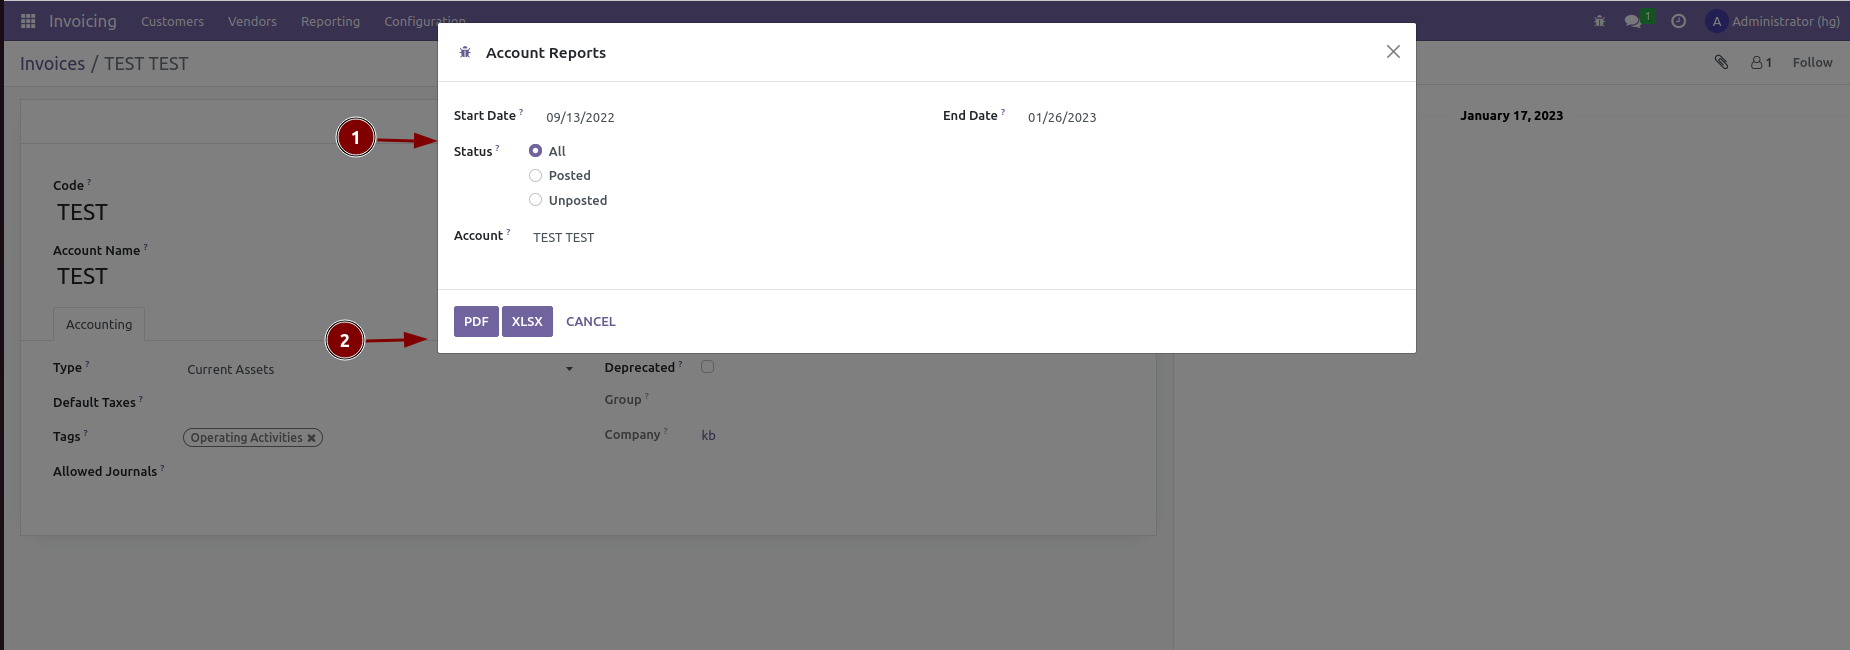 Invoicing Customers Vendors Reporting Configuration 1 A Administrator (hg)
Invoices / TEST TEST
1 Follow
Account Reports
Start Date ? 09/13/2022 End Date ? 01/26/2023
January 17, 2023
1
Status ? All
Posted
Unposted
Account ? TEST TEST
PDF XLSX CANCEL
2
Code ?
TEST
Account Name ?
TEST
Accounting
Type ? Current Assets Deprecated ?
Default Taxes ? Group ?
Tags ? Operating Activities Company ? kb
Allowed Journals ?